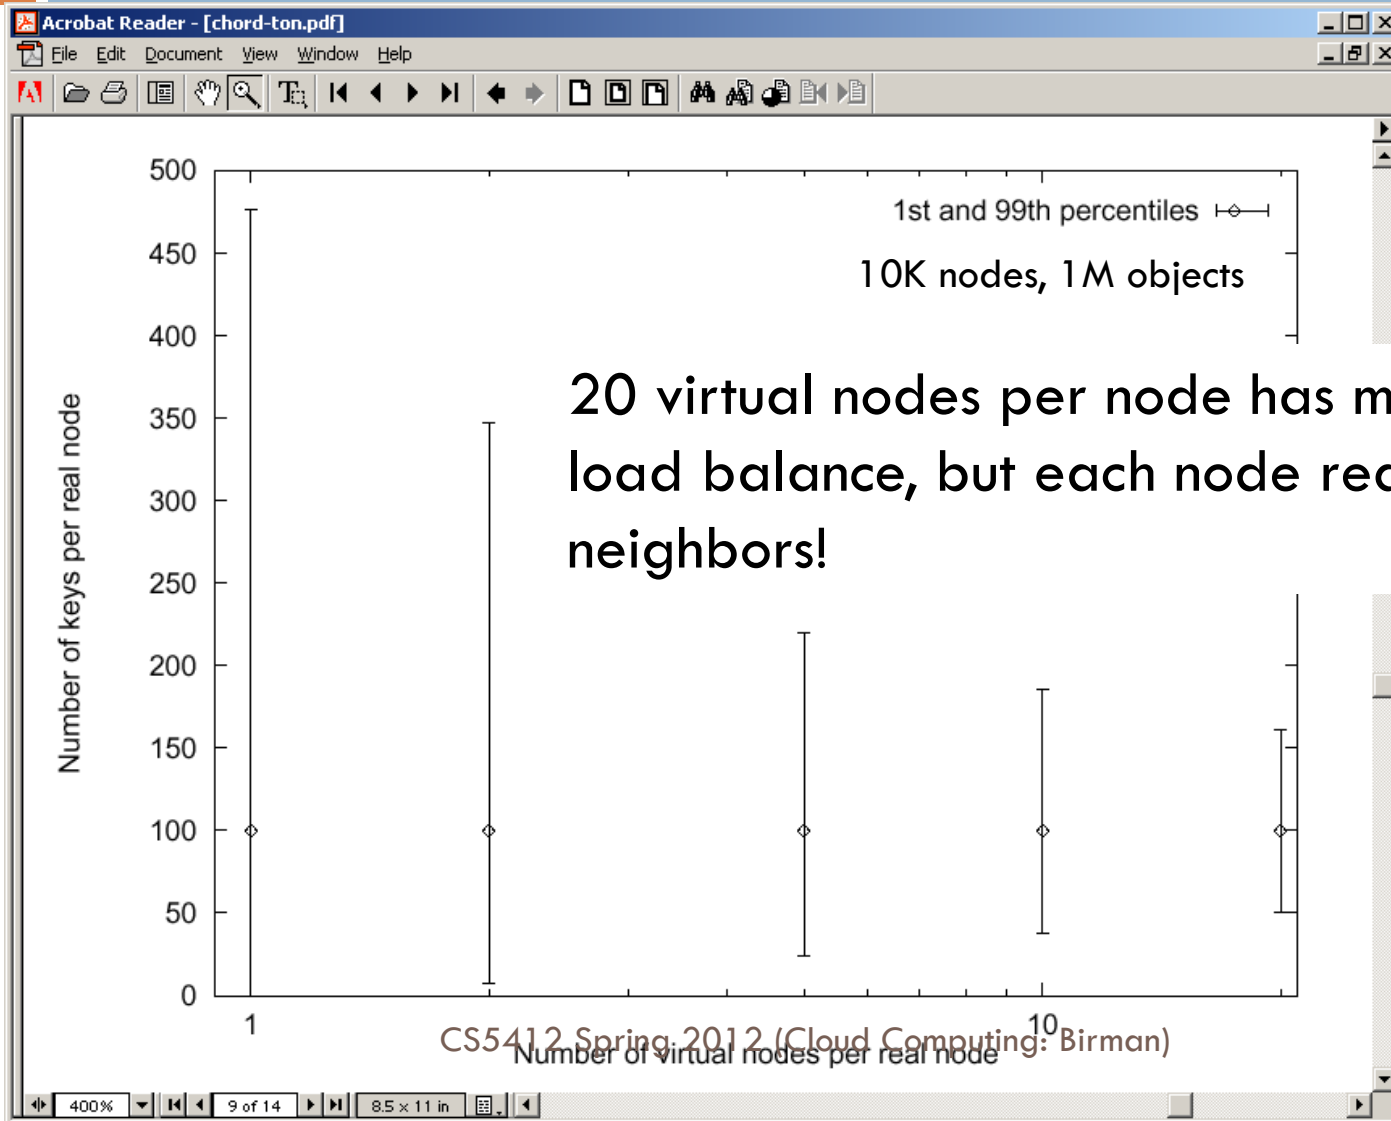 Acrobat Reader - [chord-ton.pdf]
File Edit Document View Window Help
500
450
400
350
300
250
200
150
100
50
0
Number of keys per real node
1st and 99th percentiles
10K nodes, 1M objects
20 virtual nodes per node has
load balance, but each node
neighbors!
1
10
Number of virtual nodes per real node
CS5412 Spring 2012 (Cloud Computing: Birman)
400%
9 of 14
8.5 x 11 in